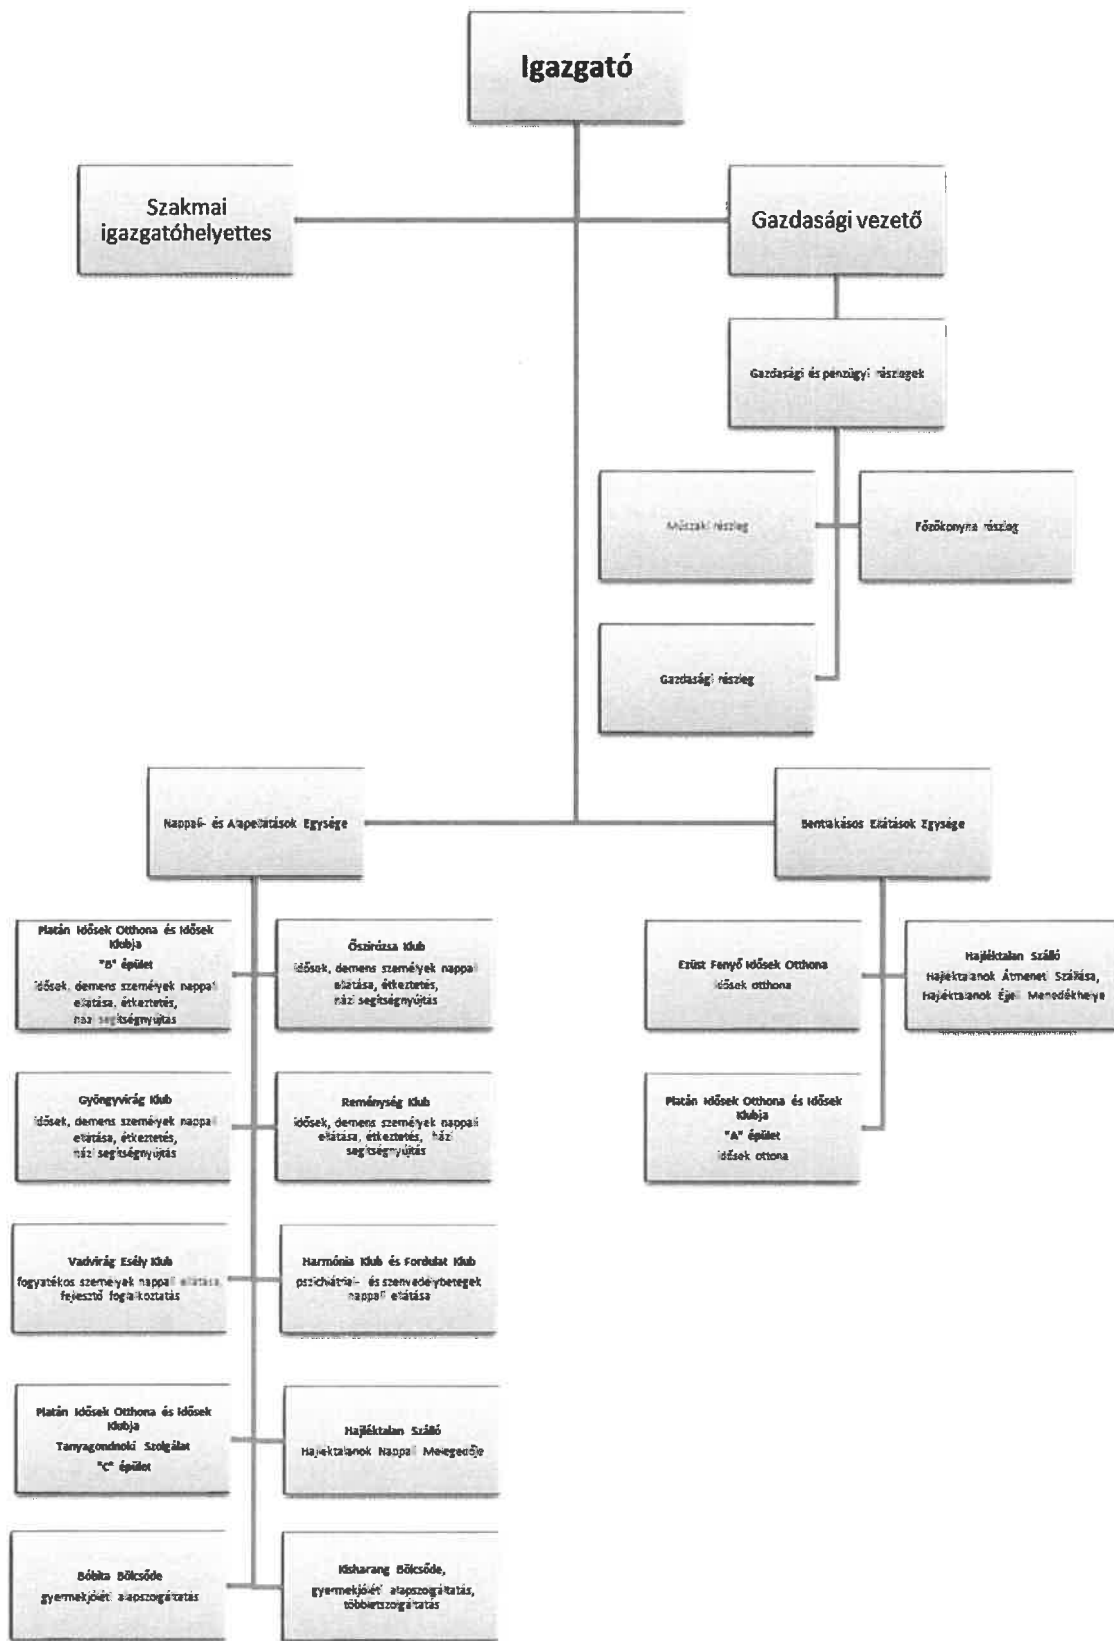 Igazgató
Szakmai
igazgatóhelyettes
Gazdasági vezető
Gazdasági és pénzügyi részlegek
Műszaki részleg
Főzőkonyha részleg
Gazdasági részleg
Nappali- és Alapellátások Egysége
Bentlakásos Ellátások Egysége
Platán Idősek Otthona és Idősek
Klubja
"B" épület
idősek, demens személyek nappali
ellátása, étkeztetés,
házi segítségnyújtás
Őszirózsa Klub
idősek, demens személyek nappali
ellátása, étkeztetés,
házi segítségnyújtás
Ezüst Fenyő Idősek Otthona
idősek otthona
Hajléktalan Szálló
Hajléktalanok Átmeneti Szállása,
Hajléktalanok Éjjeli Menedékhelye
Gyöngyvirág Klub
idősek, demens személyek nappali
ellátása, étkeztetés,
házi segítségnyújtás
Reménység Klub
idősek, demens személyek nappali
ellátása, étkeztetés, házi
segítségnyújtás
Platán Idősek Otthona és Idősek
Klubja
"A" épület
idősek ottona
Vadvirág Esély Klub
fogyatékos személyek nappali ellátása,
fejlesztő foglalkoztatás
Harmónia Klub és Fordulat Klub
pszichiátriai- és szenvedélybetegek
nappali ellátása
Platán Idősek Otthona és Idősek
Klubja
Tanyagondnoki Szolgálat
"C" épület
Hajléktalan Szálló
Hajléktalanok Nappali Melegedője
Bóbita Bölcsőde
gyermekjóléti alapszolgáltatás
Kisharang Bölcsőde,
gyermekjóléti alapszolgáltatás,
többletszolgáltatás